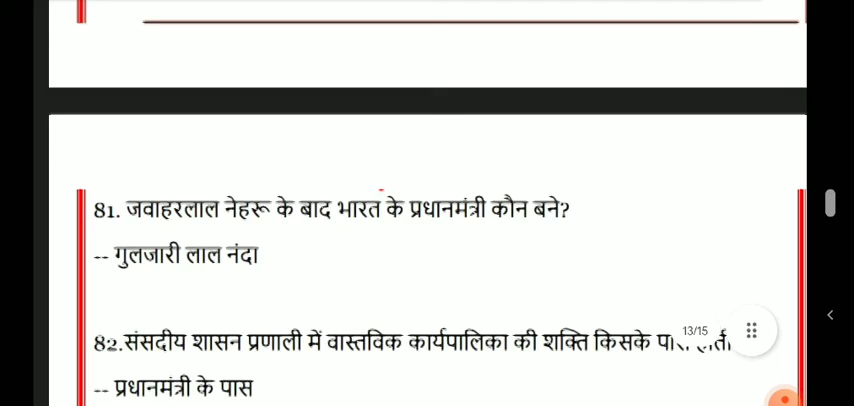 81. जवाहरलाल नेहरू के बाद भारत के प्रधानमंत्री कौन बने?
-- गुलजारी लाल नंदा
82.संसदीय शासन प्रणाली में वास्तविक कार्यपालिका की शक्ति किसके
13/15
-- प्रधानमंत्री के पास